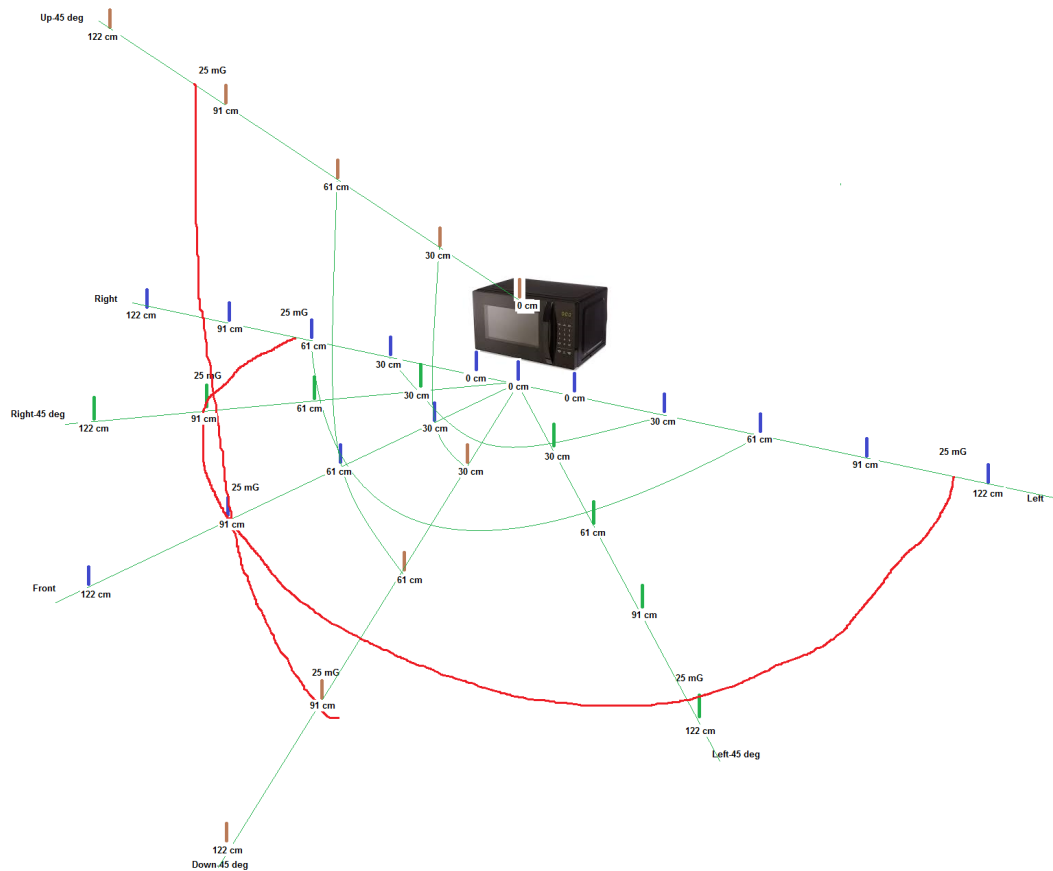 Up-45 deg
122 cm
25 mG
91 cm
61 cm
30 cm
0 cm
Right
122 cm
91 cm
25 mG
61 cm
30 cm
0 cm
0 cm
0 cm
30 cm
61 cm
91 cm
25 mG
122 cm
Left
Right-45 deg
122 cm
25 mG
91 cm
61 cm
30 cm
Front
122 cm
25 mG
91 cm
61 cm
30 cm
30 cm
61 cm
25 mG
91 cm
122 cm
Down-45 deg
30 cm
61 cm
91 cm
25 mG
122 cm
Left-45 deg